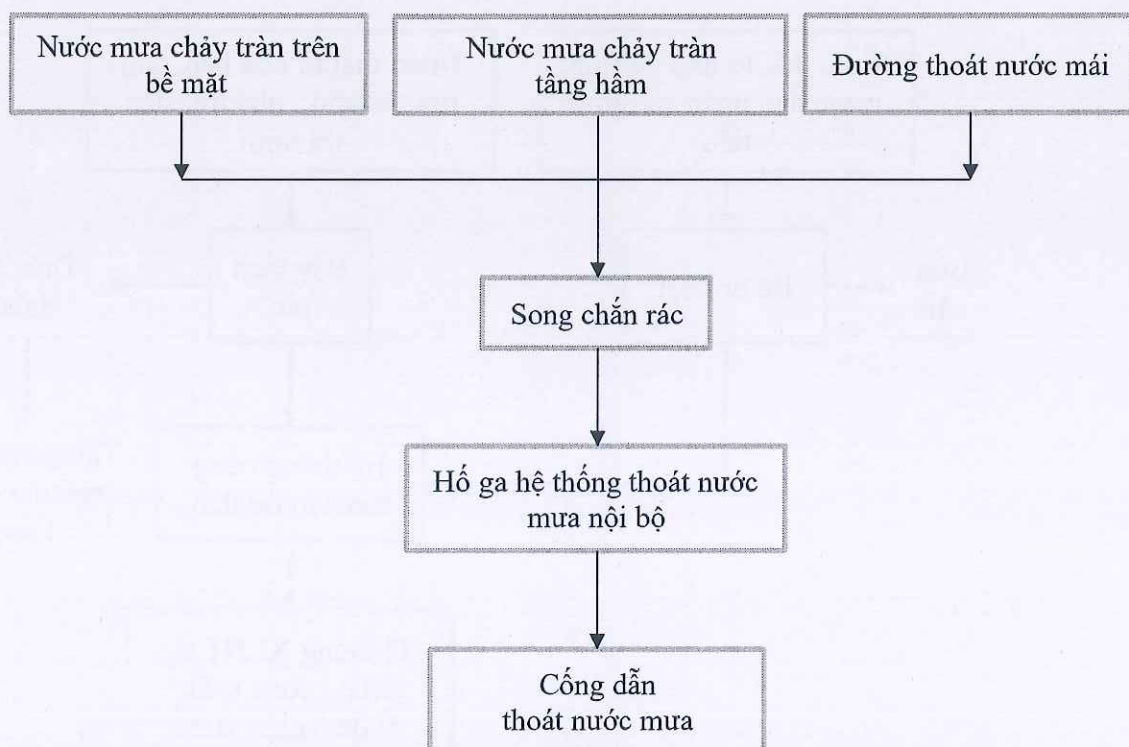 Nước mưa chảy tràn trên
bề mặt
Nước mưa chảy tràn
tầng hầm
Đường thoát nước mái
Song chắn rác
Hố ga hệ thống thoát nước
mưa nội bộ
Cống dẫn
thoát nước mưa